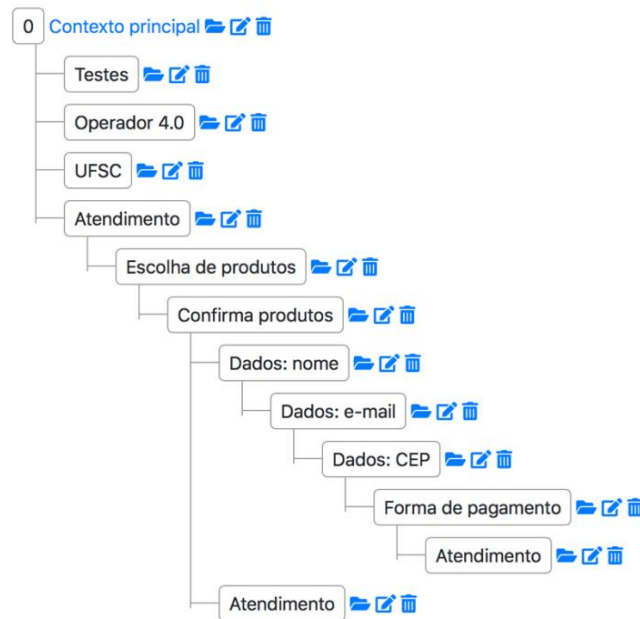 0 Contexto principal
Testes
Operador 4.0
UFSC
Atendimento
Escolha de produtos
Confirma produtos
Dados: nome
Dados: e-mail
Dados: CEP
Forma de pagamento
Atendimento
Atendimento